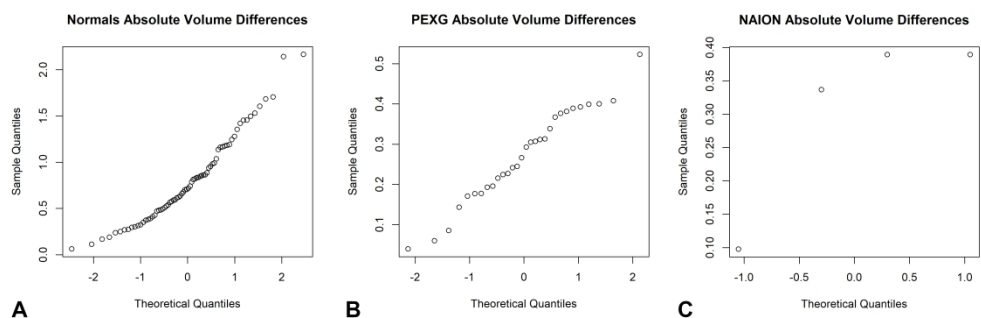 Normals Absolute Volume Differences
Sample Quantiles
2.0
1.5
1.0
0.5
0.0
-2
-1
0
1
2
Theoretical Quantiles
A
PEXG Absolute Volume Differences
Sample Quantiles
0.5
0.4
0.3
0.2
0.1
-2
-1
0
1
2
Theoretical Quantiles
B
NAION Absolute Volume Differences
Sample Quantiles
0.40
0.35
0.30
0.25
0.20
0.15
0.10
-1.0
-0.5
0.0
0.5
1.0
Theoretical Quantiles
C